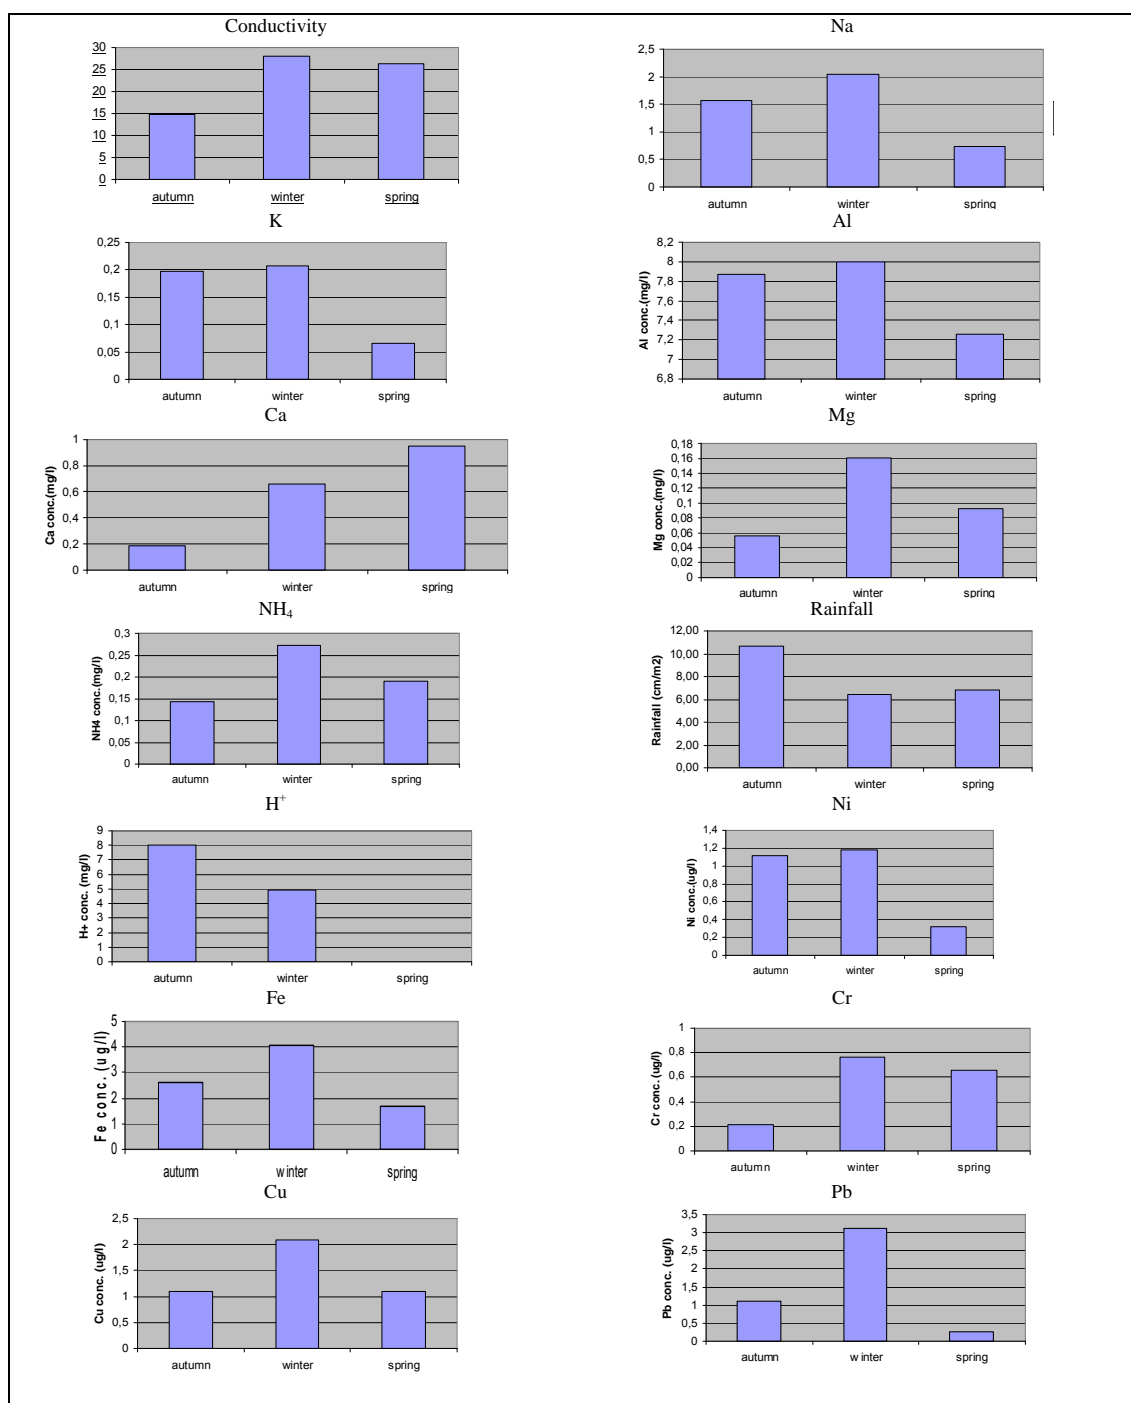 Conductivity
30
25
20
15
10
5
0
autumn winter spring
Na
2,5
2
1,5
1
0,5
0
autumn winter spring
K
0,25
0,2
0,15
0,1
0,05
0
autumn winter spring
Al
Al conc.(mg/l)
8,2
8
7,8
7,6
7,4
7,2
7
6,8
autumn winter spring
Ca
Ca conc.(mg/l)
1
0,8
0,6
0,4
0,2
0
autumn winter spring
Mg
Mg conc.(mg/l)
0,18
0,16
0,14
0,12
0,1
0,08
0,06
0,04
0,02
0
autumn winter spring
NH₄
NH4 conc.(mg/l)
0,3
0,25
0,2
0,15
0,1
0,05
0
autumn winter spring
Rainfall
Rainfall (cm/m2)
12,00
10,00
8,00
6,00
4,00
2,00
0,00
autumn winter spring
H⁺
H+ conc. (mg/l)
9
8
7
6
5
4
3
2
1
0
autumn winter spring
Ni
Ni conc.(ug/l)
1,4
1,2
1
0,8
0,6
0,4
0,2
0
autumn winter spring
Fe
Fe conc. (ug/l)
5
4
3
2
1
0
autumn winter spring
Cr
Cr conc. (ug/l)
1
0,8
0,6
0,4
0,2
0
autumn winter spring
Cu
Cu conc. (ug/l)
2,5
2
1,5
1
0,5
0
autumn winter spring
Pb
Pb conc. (ug/l)
3,5
3
2,5
2
1,5
1
0,5
0
autumn winter spring